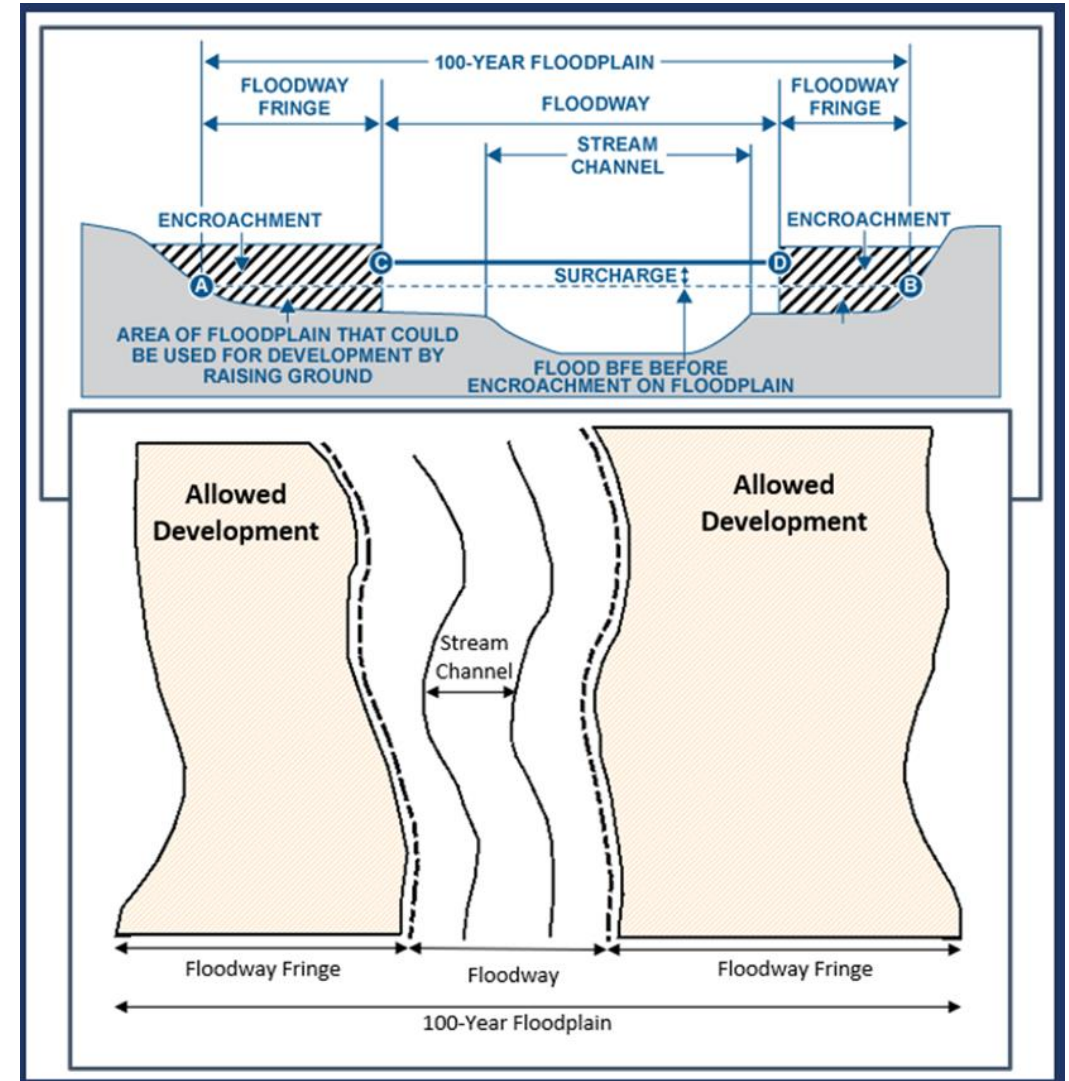 100-YEAR FLOODPLAIN
FLOODWAY
FRINGE
FLOODWAY
FLOODWAY
FRINGE
STREAM
CHANNEL
ENCROACHMENT
ENCROACHMENT
C
D
SURCHARGE
A
B
AREA OF FLOODPLAIN THAT COULD
BE USED FOR DEVELOPMENT BY
RAISING GROUND
FLOOD BFE BEFORE
ENCROACHMENT ON FLOODPLAIN
Allowed
Development
Allowed
Development
Stream
Channel
Floodway Fringe
Floodway
Floodway Fringe
100-Year Floodplain